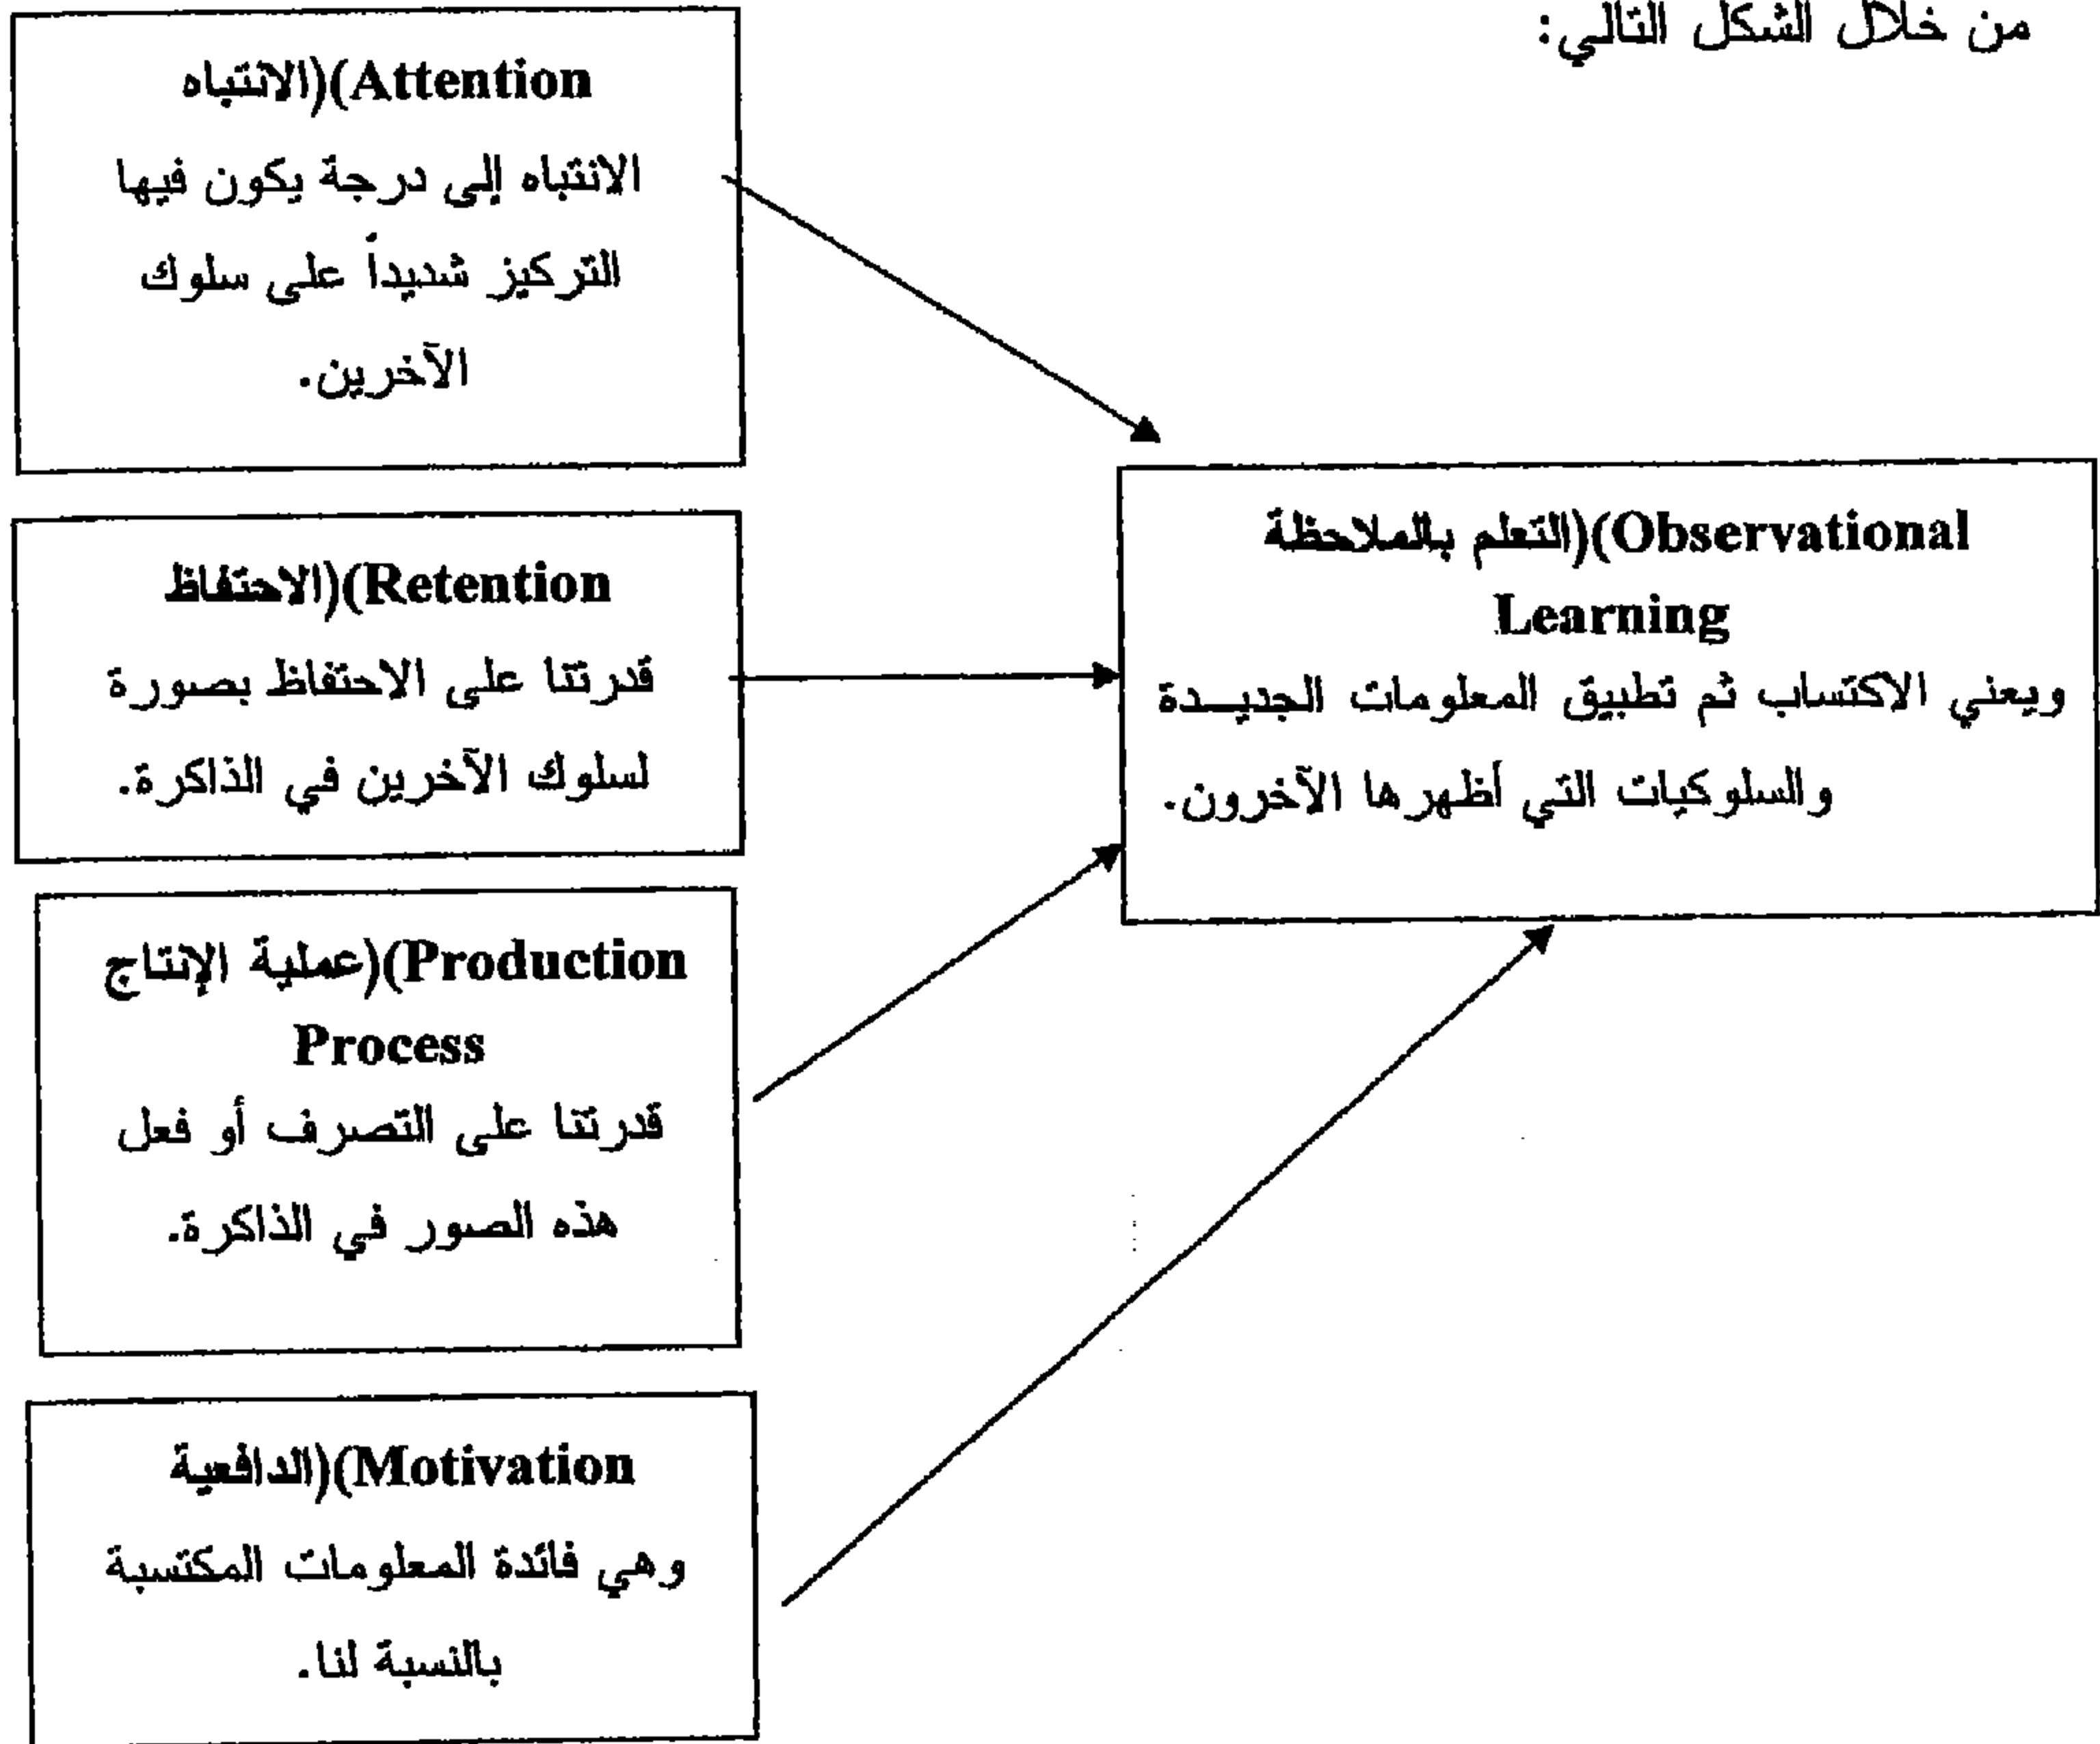 من خلال الشكل التالي:
الانتباه)(Attention)
الانتباه إلى درجة يكون فيها
التركيز شديداً على سلوك
الآخرين.
الاحتفاظ)(Retention)
قدرتنا على الاحتفاظ بصورة
لسلوك الآخرين في الذاكرة.
عملية الإنتاج)(Production)
Process
قدرتنا على التصرف أو فعل
هذه الصور في الذاكرة.
الدافعية)(Motivation)
وهي فائدة المعلومات المكتسبة
بالنسبة لنا.
التعلم بالملاحظة)(Observational)
Learning
ويعني الاكتساب ثم تطبيق المعلومات الجديدة
والسلوكيات التي أظهرها الآخرون.